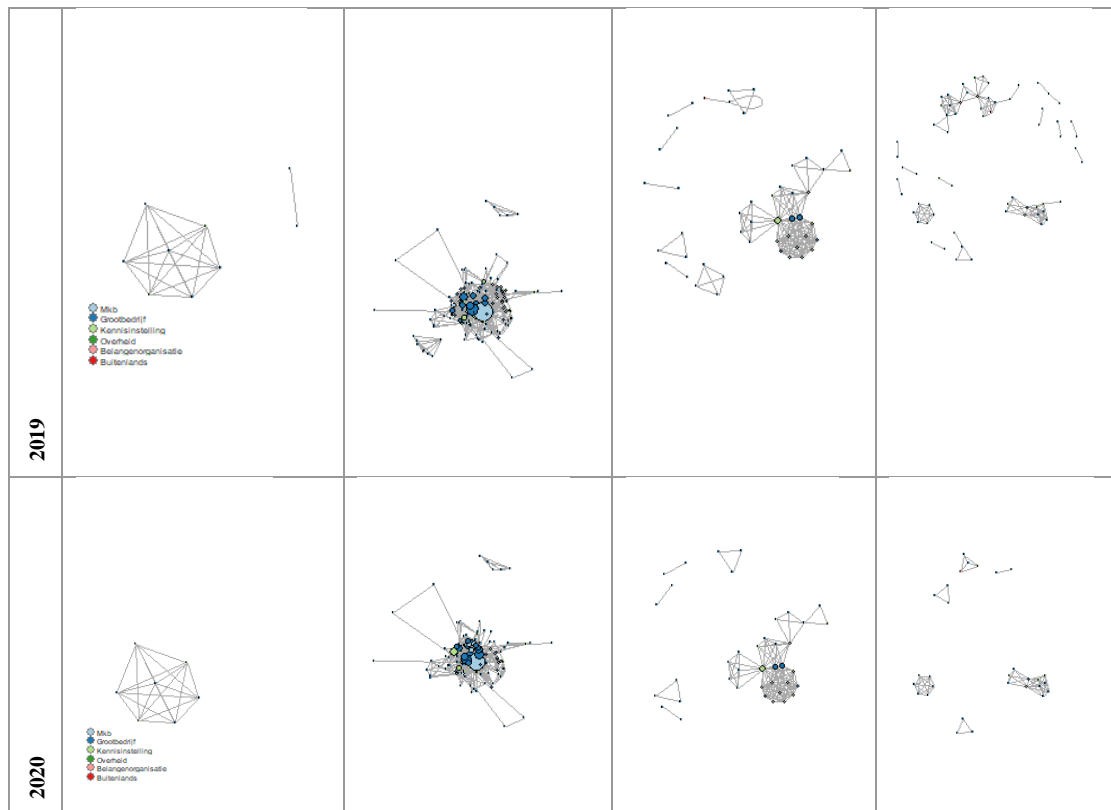 2019
Mkb
Grootbedrijf
Kennisinstelling
Overheid
Belangenorganisatie
Buitenlands
2020
Mkb
Grootbedrijf
Kennisinstelling
Overheid
Belangenorganisatie
Buitenlands